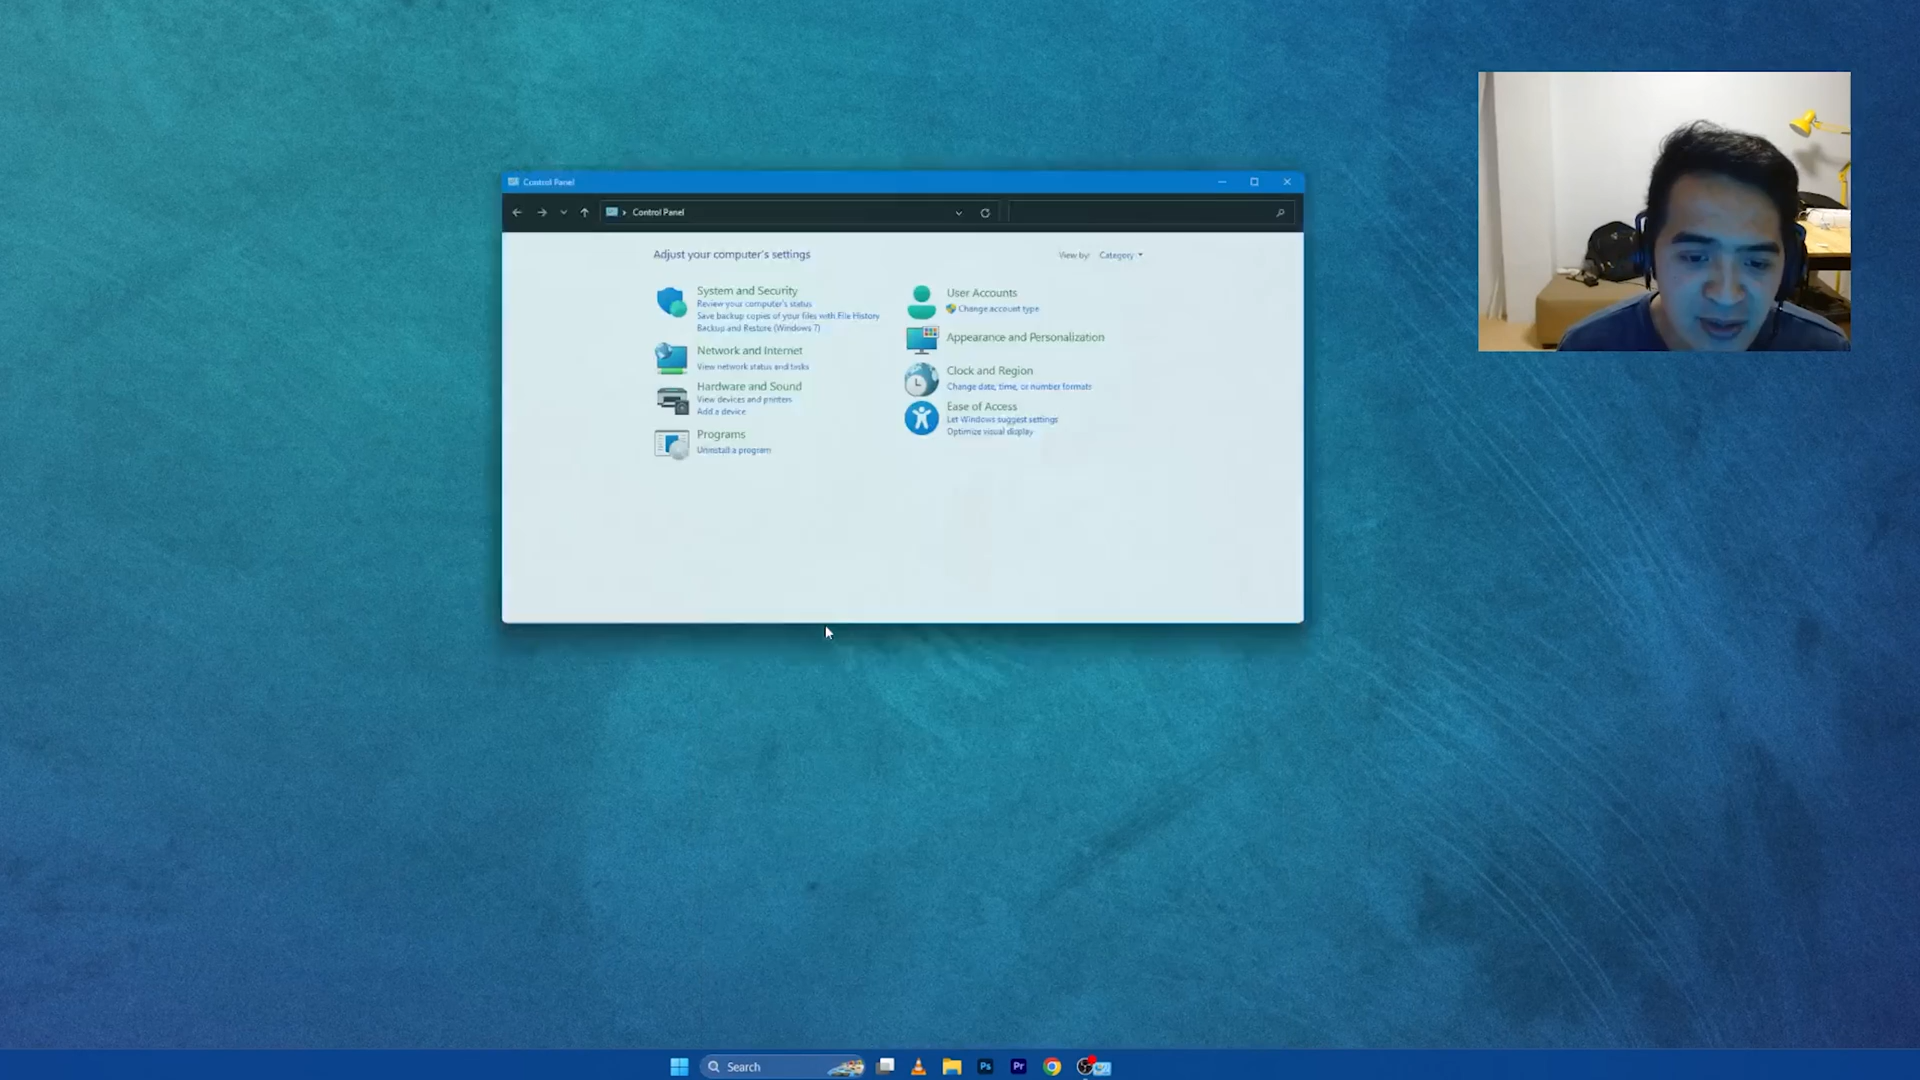 Control Panel
Control Panel
Adjust your computer's settings
View by: Category
System and Security
Review your computer's status
Save backup copies of your files with File History
Backup and Restore (Windows 7)
Network and Internet
View network status and tasks
Hardware and Sound
View devices and printers
Add a device
Programs
Uninstall a program
User Accounts
Change account type
Appearance and Personalization
Clock and Region
Change date, time, or number formats
Ease of Access
Let Windows suggest settings
Optimize visual display
Search
Ps
Pr